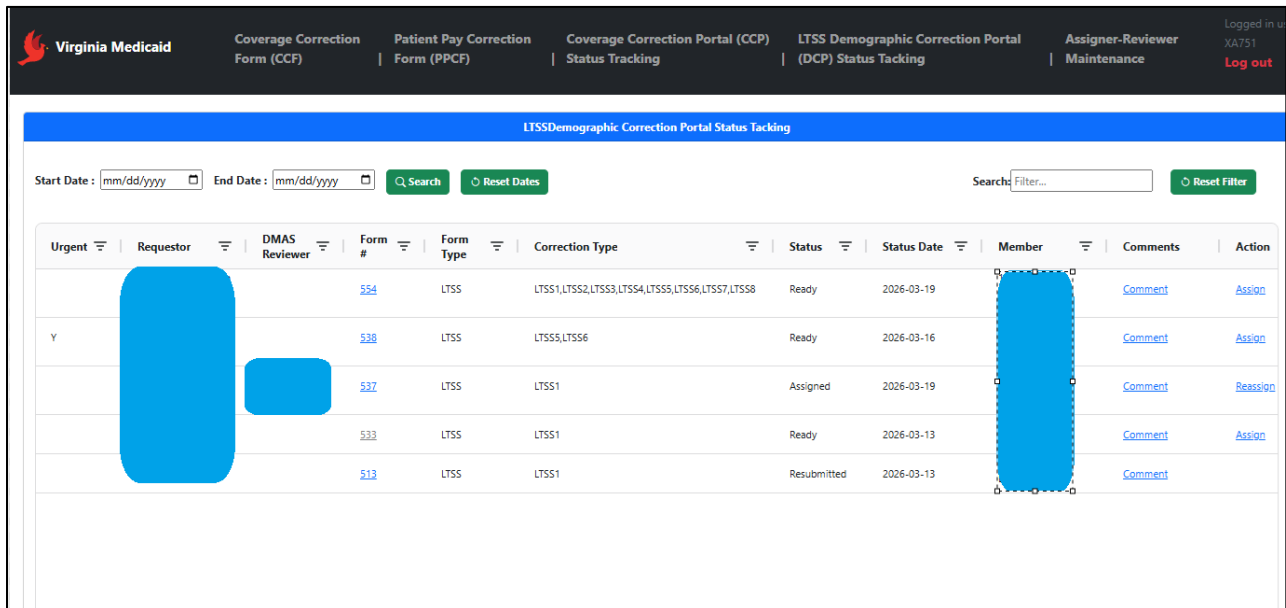 Virginia Medicaid
Coverage Correction
Form (CCF)
| Patient Pay Correction
Form (PPCF)
| Coverage Correction Portal (CCP)
Status Tracking
| LTSS Demographic Correction Portal
(DCP) Status Tacking
| Assigner-Reviewer
Maintenance
Logged in us
XA751
Log out
LTSSDemographic Correction Portal Status Tacking
Start Date : mm/dd/yyyy End Date : mm/dd/yyyy Search Reset Dates Search: Filter... Reset Filter
Urgent | Requestor | DMAS Reviewer | Form # | Form Type | Correction Type | Status | Status Date | Member | Comments | Action
554 LTSS LTSS1,LTSS2,LTSS3,LTSS4,LTSS5,LTSS6,LTSS7,LTSS8 Ready 2026-03-19 Comment Assign
Y 538 LTSS LTSS5,LTSS6 Ready 2026-03-16 Comment Assign
537 LTSS LTSS1 Assigned 2026-03-19 Comment Reassign
533 LTSS LTSS1 Ready 2026-03-13 Comment Assign
513 LTSS LTSS1 Resubmitted 2026-03-13 Comment